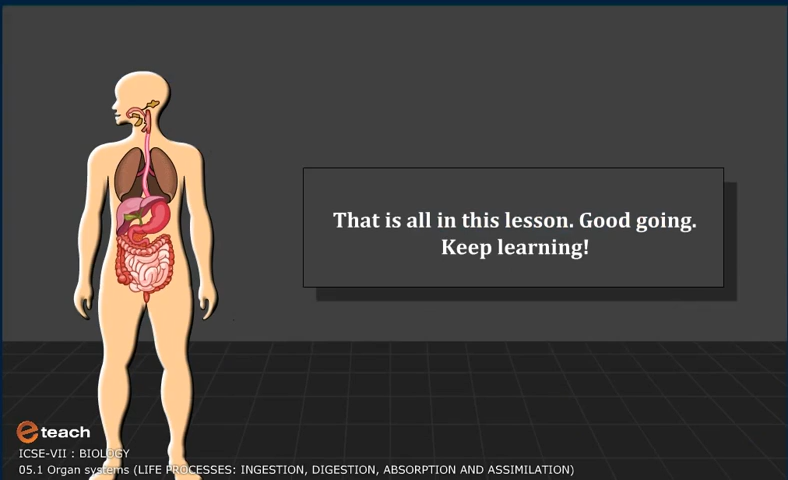 That is all in this lesson. Good going.
Keep learning!
e teach
ICSE-VII : BIOLOGY
05.1 Organ systems (LIFE PROCESSES: INGESTION, DIGESTION, ABSORPTION AND ASSIMILATION)